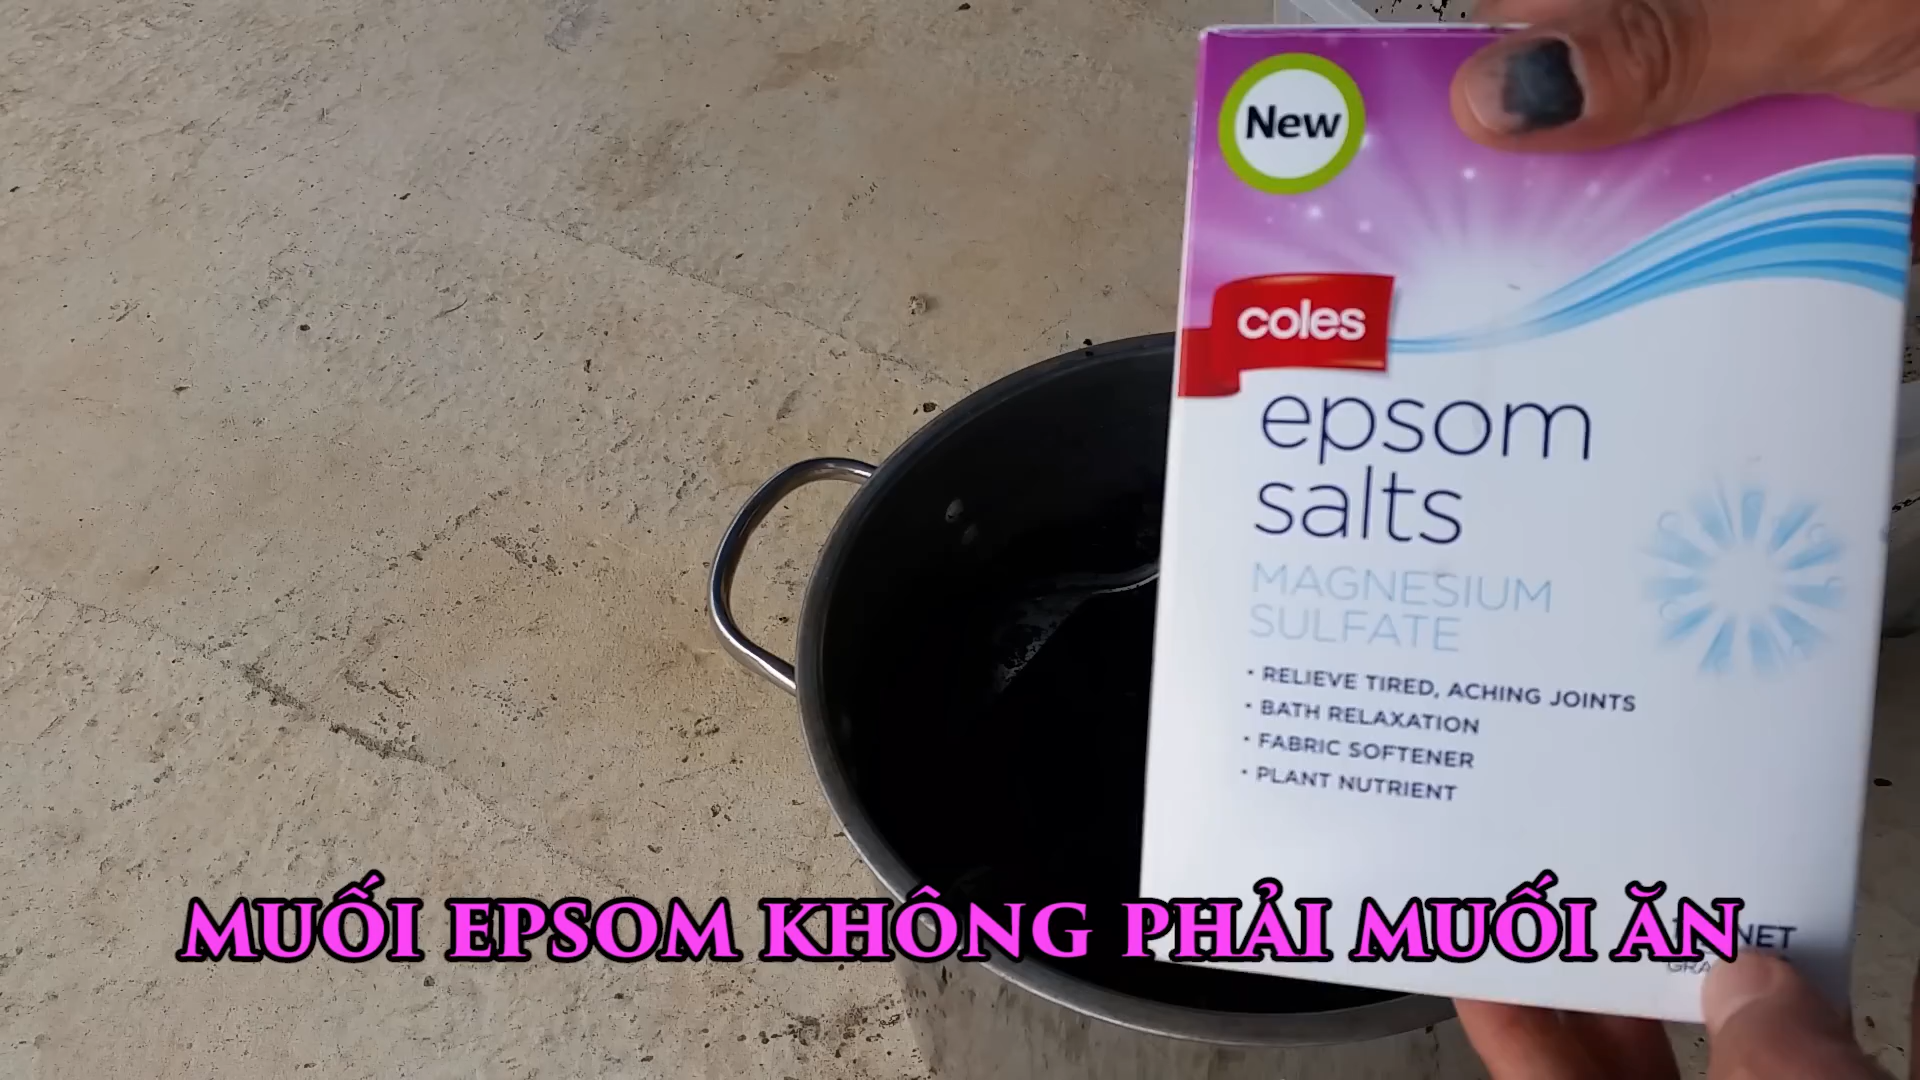 New
coles
epsom
salts
MAGNESIUM
SULFATE
• RELIEVE TIRED, ACHING JOINTS
• BATH RELAXATION
• FABRIC SOFTENER
• PLANT NUTRIENT
NET
MUỐI EPSOM KHÔNG PHẢI MUỐI ĂN